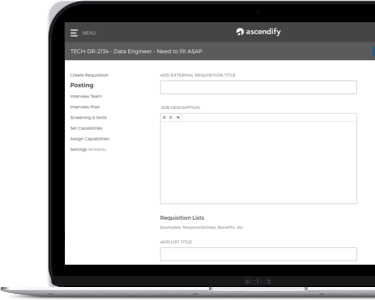 MENU
ascendify
TECH-DR-2134 - Data Engineer - Need to fill ASAP
Create Requisition
Posting
Interview Team
Interview Plan
Screening & Skills
Set Capabilities
Assign Capabilities
Settings INTERNAL
ADD EXTERNAL REQUISITION TITLE
JOB DESCRIPTION
Requisition Lists
Examples: Responsibilities, Benefits, etc.
ADD LIST TITLE